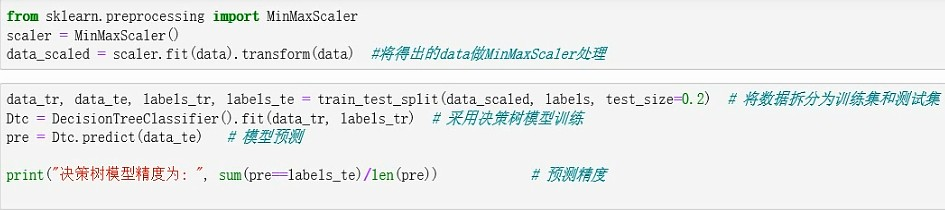 from sklearn.preprocessing import MinMaxScaler
scaler = MinMaxScaler()
data_scaled = scaler.fit(data).transform(data)  #将得出的data做MinMaxScaler处理
data_tr, data_te, labels_tr, labels_te = train_test_split(data_scaled, labels, test_size=0.2)  # 将数据拆分为训练集和测试集
Dtc = DecisionTreeClassifier().fit(data_tr, labels_tr)  # 采用决策树模型训练
pre = Dtc.predict(data_te)   # 模型预测
print("决策树模型精度为: ", sum(pre==labels_te)/len(pre))            # 预测精度